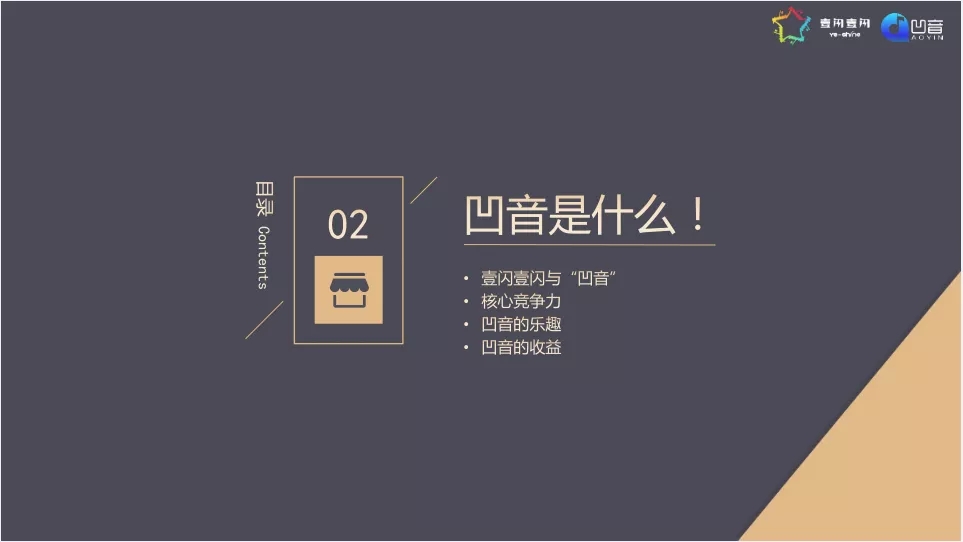 壹闪壹闪
ye-shine
凹音
AOYIN
目录 Contents
02
凹音是什么！
• 壹闪壹闪与“凹音”
• 核心竞争力
• 凹音的乐趣
• 凹音的收益